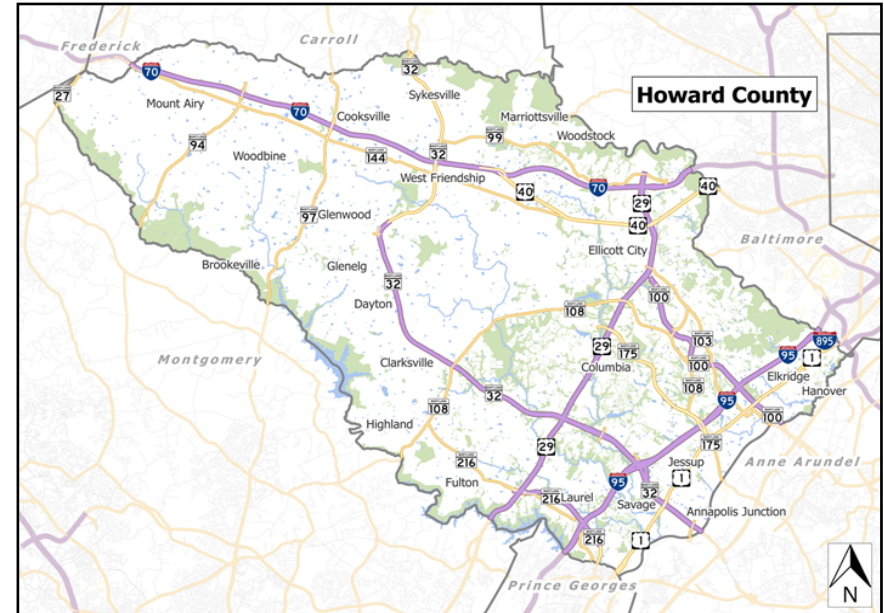 Frederick
Carroll
70
32
27
Mount Airy
70
Sykesville
Howard County
Cooksville
Marriottsville
94
99
Woodstock
144
32
Woodbine
West Friendship
40
70
40
29
97
Glenwood
40
Baltimore
Ellicott City
Brookeville
Glenelg
32
100
Dayton
108
29
175
103
895
Montgomery
Clarksville
Columbia
100
95
1
Elkridge
108
Hanover
32
95
108
100
Highland
29
175
216
Jessup
Anne Arundel
Fulton
95
1
216
Laurel
32
Savage
Annapolis Junction
216
1
Prince Georges
N